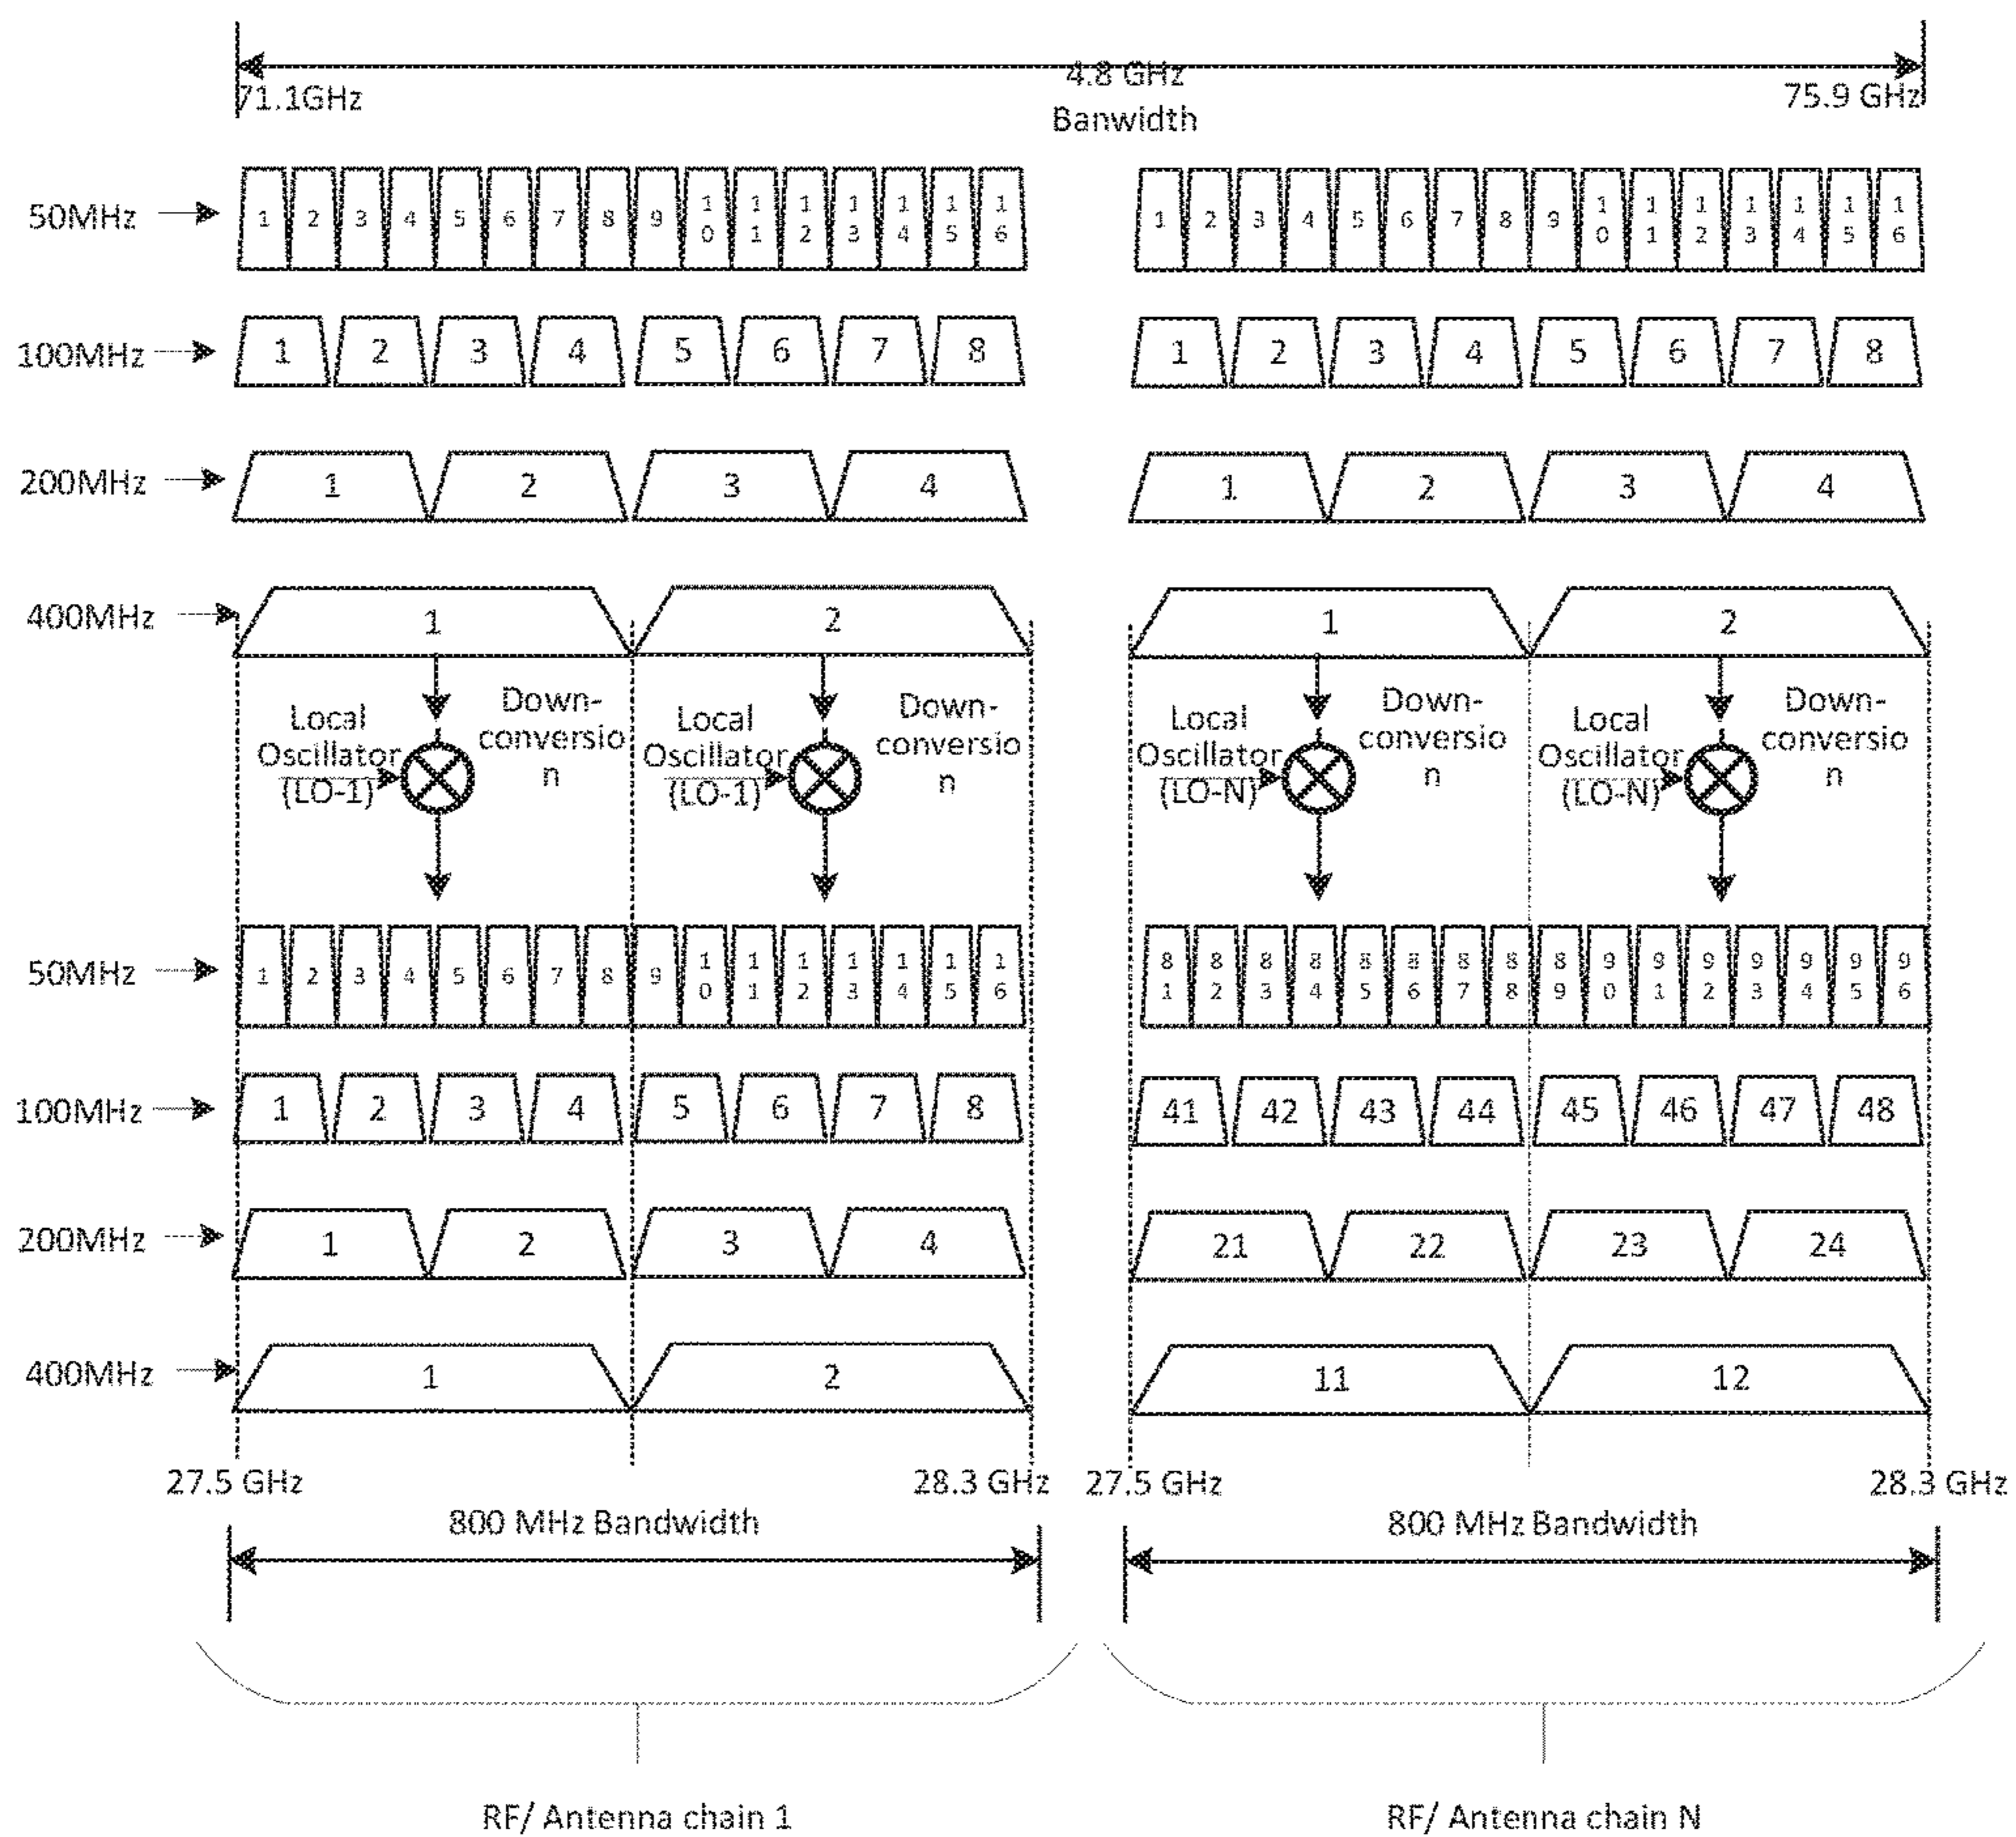 4.8 GHz
71.1GHz 75.9 GHz
Banwidth
50MHz 1 2 3 4 5 6 7 8 9 10 11 12 13 14 15 16 1 2 3 4 5 6 7 8 9 10 11 12 13 14 15 16
100MHz 1 2 3 4 5 6 7 8 1 2 3 4 5 6 7 8
200MHz 1 2 3 4 1 2 3 4
400MHz 1 2 1 2
Local
Oscillator
(LO-1)
Down-
conversio
n
Local
Oscillator
(LO-1)
Down-
conversio
n
Local
Oscillator
(LO-N)
Down-
conversio
n
Local
Oscillator
(LO-N)
Down-
conversio
n
50MHz 1 2 3 4 5 6 7 8 9 10 11 12 13 14 15 16 81 82 83 84 85 86 87 88 89 90 91 92 93 94 95 96
100MHz 1 2 3 4 5 6 7 8 41 42 43 44 45 46 47 48
200MHz 1 2 3 4 21 22 23 24
400MHz 1 2 11 12
27.5 GHz 28.3 GHz 27.5 GHz 28.3 GHz
800 MHz Bandwidth 800 MHz Bandwidth
RF/ Antenna chain 1 RF/ Antenna chain N